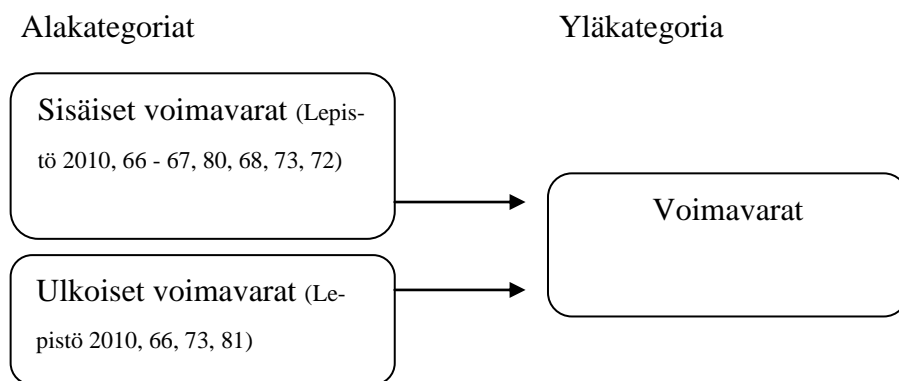 Alakategoriat
Yläkategoria
Sisäiset voimavarat (Lepis-
tö 2010, 66 - 67, 80, 68, 73, 72)
Voimavarat
Ulkoiset voimavarat (Le-
pistö 2010, 66, 73, 81)